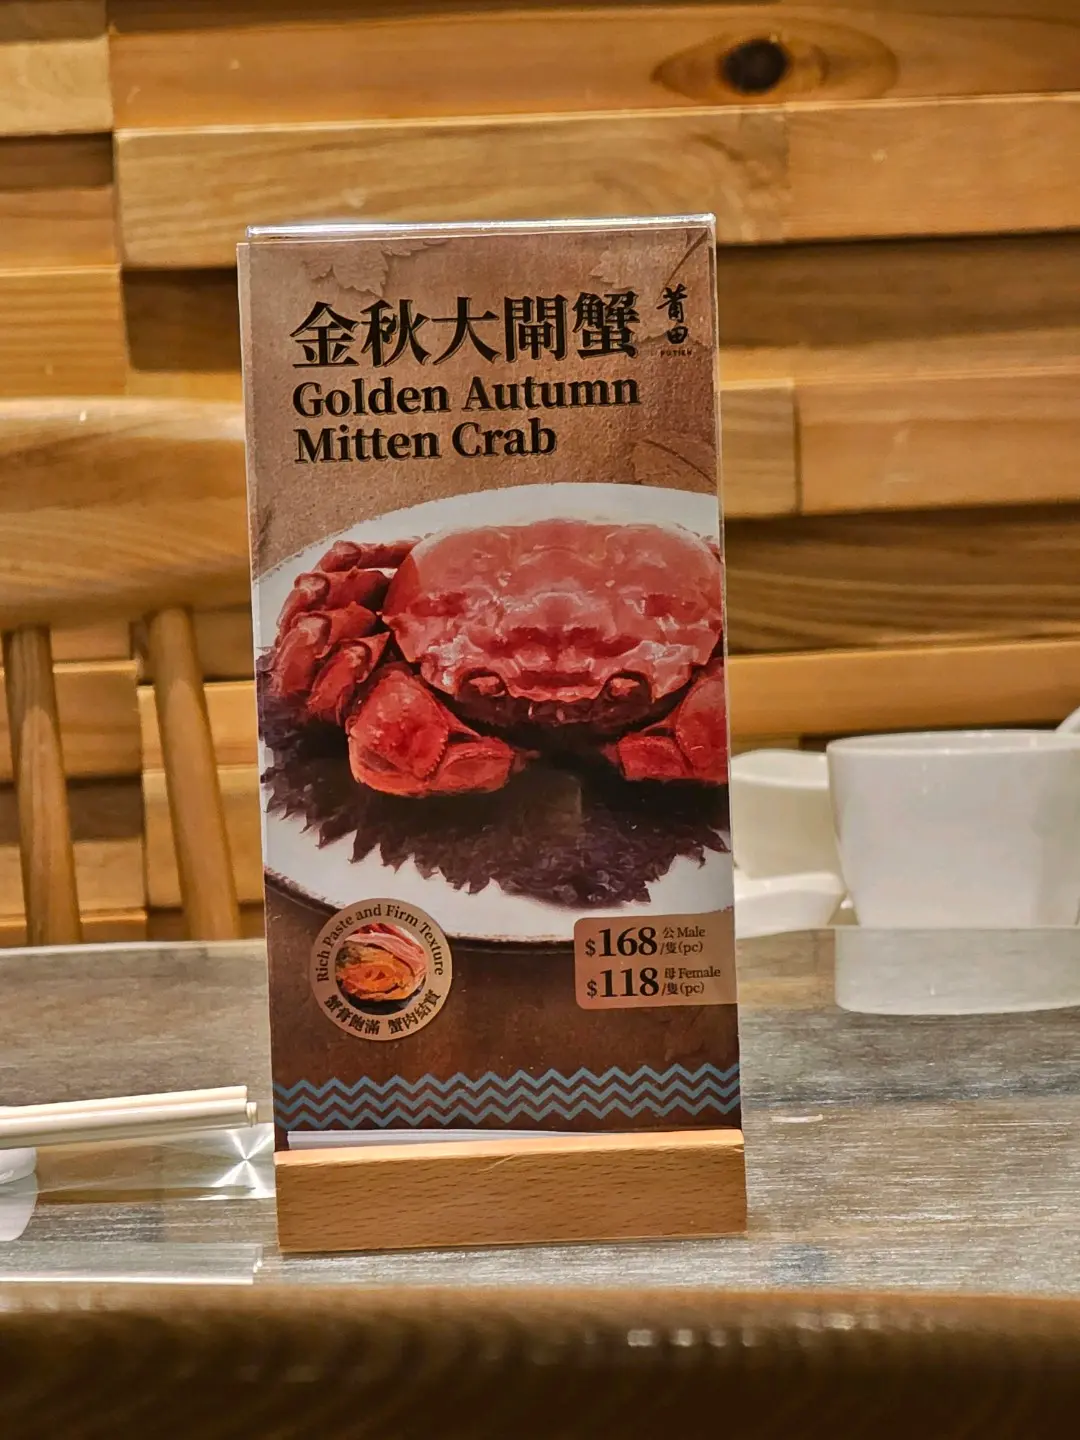 金秋大閘蟹
莆田
PUTIEN
Golden Autumn
Mitten Crab
Rich Paste and Firm Texture
蟹膏飽滿 蟹肉結實
$168 公 Male
/隻(pc)
$118 母 Female
/隻(pc)